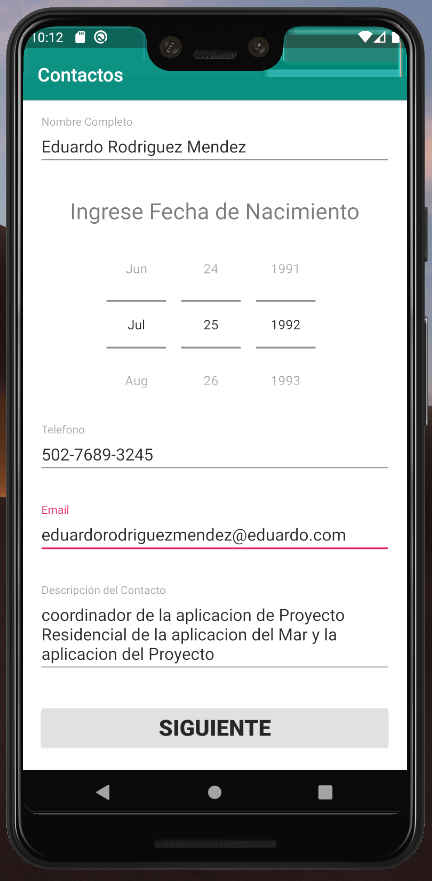 10:12
Contactos
Nombre Completo
Eduardo Rodriguez Mendez
Ingrese Fecha de Nacimiento
Jun 24 1991
Jul 25 1992
Aug 26 1993
Telefono
502-7689-3245
Email
eduardorodriguezmendez@eduardo.com
Descripción del Contacto
coordinador de la aplicacion de Proyecto
Residencial de la aplicacion del Mar y la
aplicacion del Proyecto
SIGUIENTE